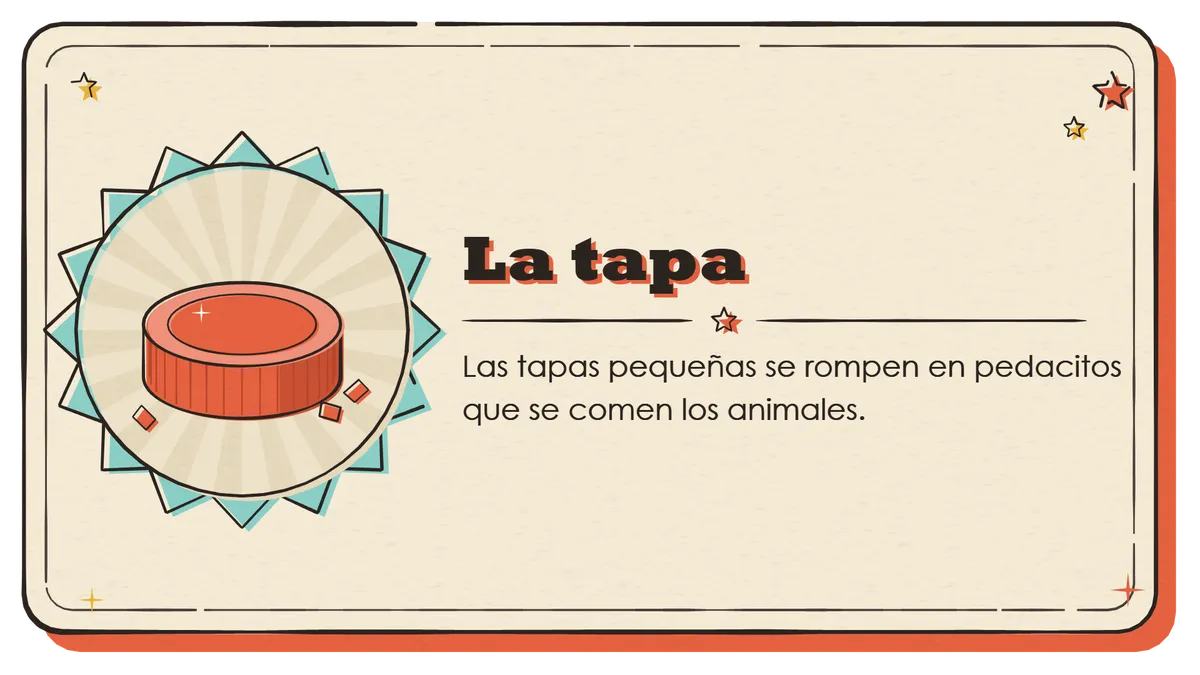 La tapa
Las tapas pequeñas se rompen en pedacitos
que se comen los animales.